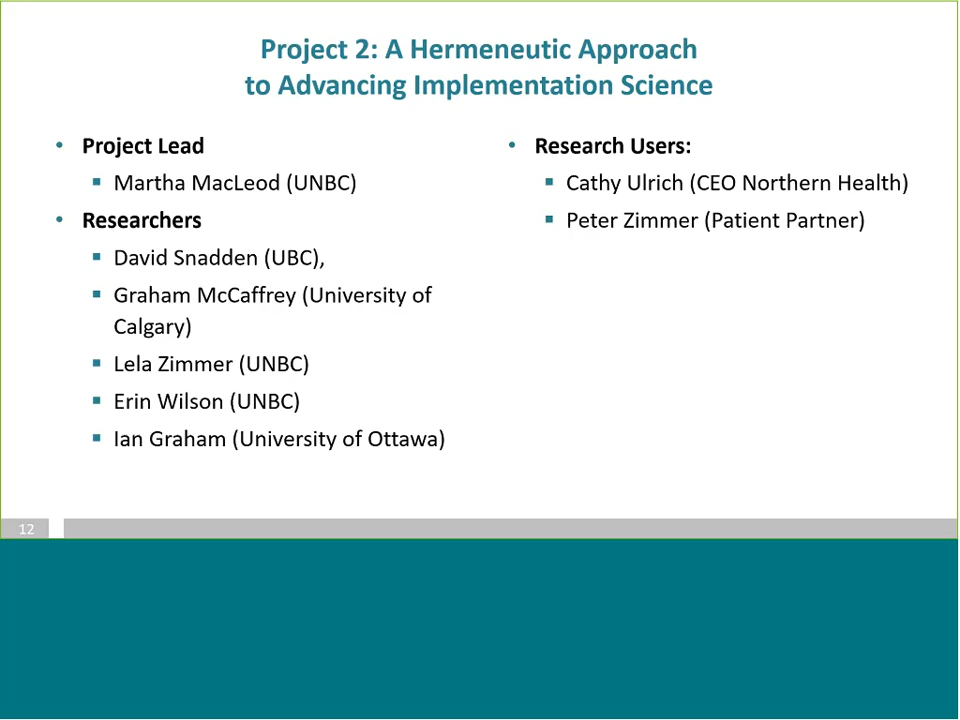 Project 2: A Hermeneutic Approach
to Advancing Implementation Science
• Project Lead
▪ Martha MacLeod (UNBC)
• Researchers
▪ David Snadden (UBC),
▪ Graham McCaffrey (University of
Calgary)
▪ Lela Zimmer (UNBC)
▪ Erin Wilson (UNBC)
▪ Ian Graham (University of Ottawa)
• Research Users:
▪ Cathy Ulrich (CEO Northern Health)
▪ Peter Zimmer (Patient Partner)
12